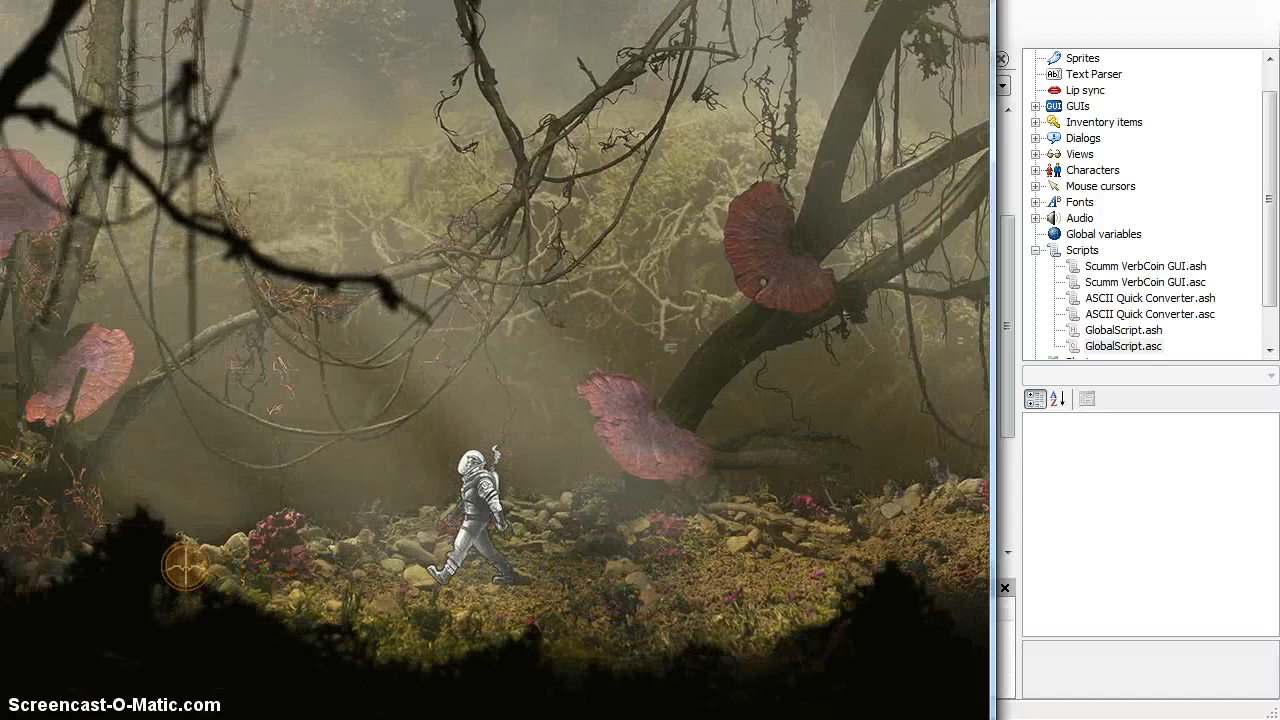 Sprites
Text Parser
Lip sync
GUIs
Inventory items
Dialogs
Views
Characters
Mouse cursors
Fonts
Audio
Global variables
Scripts
Scumm VerbCoin GUI.ash
Scumm VerbCoin GUI.asc
ASCII Quick Converter.ash
ASCII Quick Converter.asc
GlobalScript.ash
GlobalScript.asc
Screencast-O-Matic.com